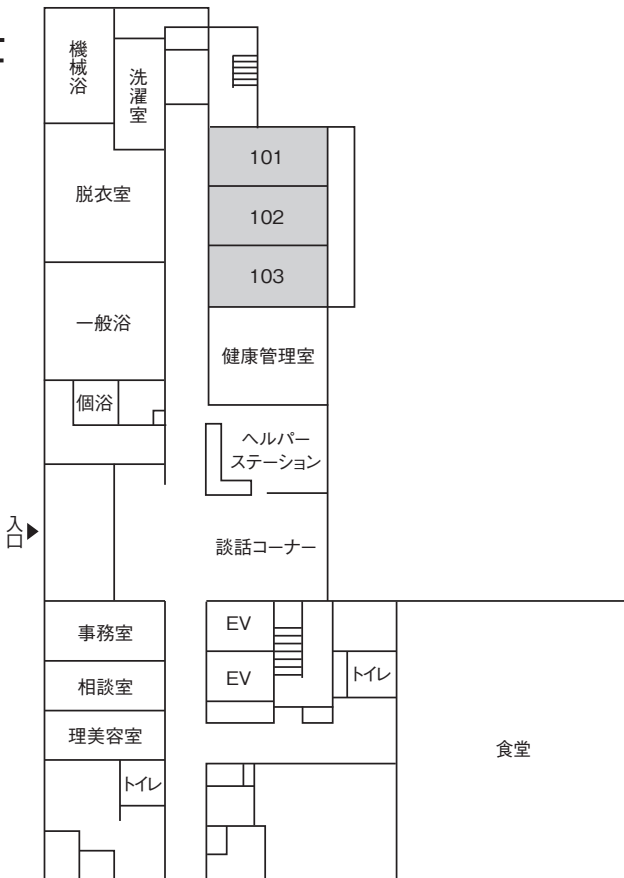 機械浴
洗濯室
101
脱衣室
102
103
一般浴
健康管理室
個浴
ヘルパー
ステーション
入口
談話コーナー
事務室
EV
相談室
EV
トイレ
理美容室
食堂
トイレ